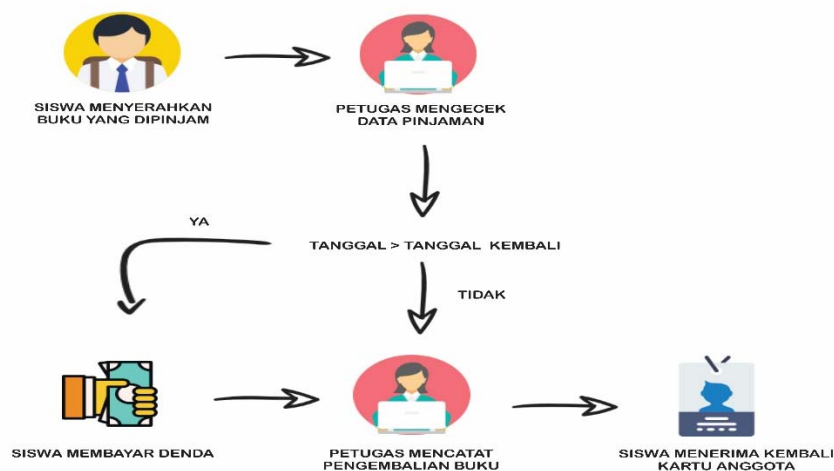 SISWA MENYERAHKAN
BUKU YANG DIPINJAM
PETUGAS MENGECEK
DATA PINJAMAN
YA
TANGGAL > TANGGAL KEMBALI
TIDAK
SISWA MEMBAYAR DENDA
PETUGAS MENCATAT
PENGEMBALIAN BUKU
SISWA MENERIMA KEMBALI
KARTU ANGGOTA